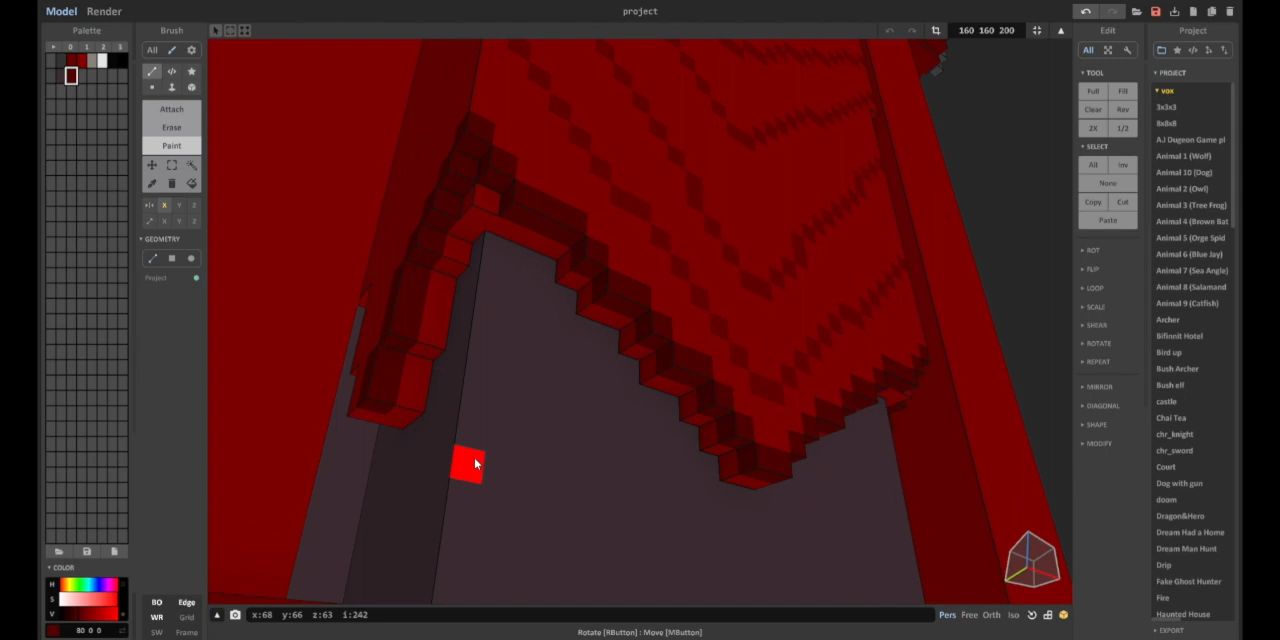 Model Render
project
Palette
Brush
160 160 200
Edit
Project
0 1 2 3
All
All
Attach
Erase
Paint
X Y Z
X Y Z
GEOMETRY
Project
TOOL
Full Fill
Clear Rev
2X 1/2
SELECT
All Inv
None
Copy Cut
Paste
ROT
FLIP
LOOP
SCALE
SHEAR
ROTATE
REPEAT
MIRROR
DIAGONAL
SHAPE
MODIFY
PROJECT
vox
3x3x3
8x8x8
A.I Dugeon Game pl
Animal 1 (Wolf)
Animal 10 (Dog)
Animal 2 (Owl)
Animal 3 (Tree Frog)
Animal 4 (Browe Bat
Animal 5 (Orge Spid
Animal 6 (Blue Jay)
Animal 7 (Sea Angle)
Animal 8 (Salamand
Animal 9 (Catfish)
Archer
Bifinnit Hotel
Bird up
Bush Archer
Bush elf
castle
Chai Tea
chr_knight
chr_sword
Court
Dog with gun
doom
Dragon&Hero
Dream Had a Home
Dream Man Hunt
Drip
Fake Ghost Hunter
Fire
Haunted House
EXPORT
COLOR
H
S
V
80 0 0
BO Edge
WR Grid
SW Frame
x:68 y:66 z:63 i:242
Pers Free Orth Iso
Rotate [RButton] : Move [MButton]